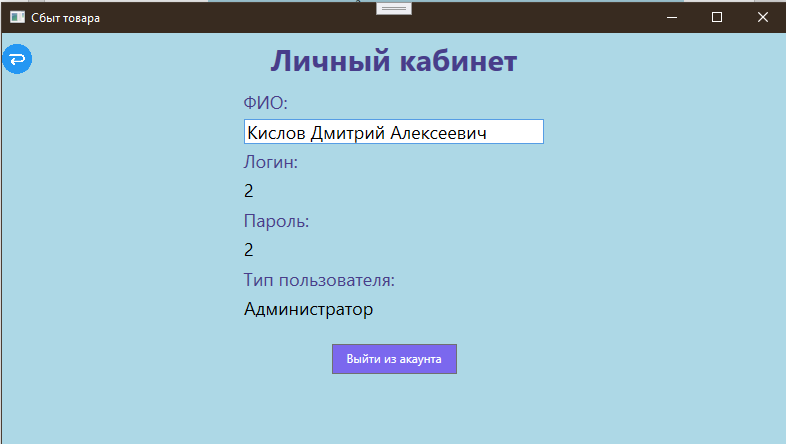 Сбыт товара
Личный кабинет
ФИО:
Кислов Дмитрий Алексеевич
Логин:
2
Пароль:
2
Тип пользователя:
Администратор
Выйти из акаунта